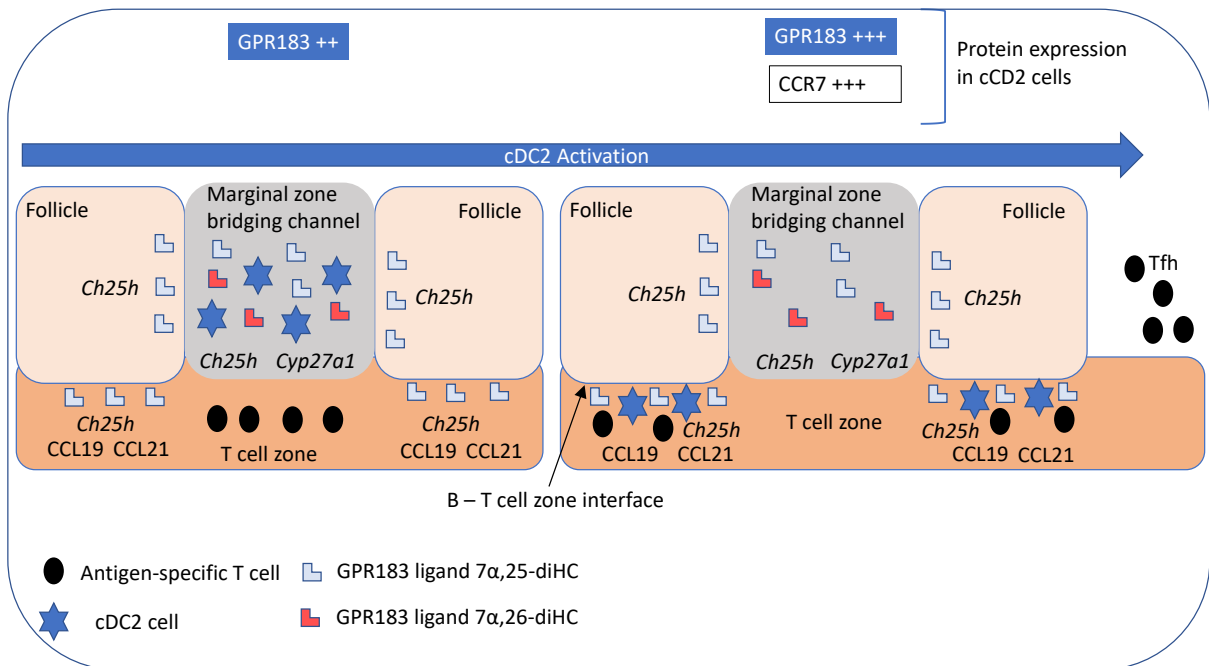 GPR183 ++
GPR183 +++
CCR7 +++
Protein expression
in cCD2 cells
cDC2 Activation
Follicle
Marginal zone
bridging channel
Follicle
Follicle
Marginal zone
bridging channel
Follicle
Ch25h
Ch25h
Ch25h
Ch25h
Tfh
Ch25h Cyp27a1
Ch25h Cyp27a1
Ch25h
CCL19 CCL21
T cell zone
Ch25h
CCL19 CCL21
Ch25h
CCL19 CCL21
T cell zone
Ch25h
CCL19 CCL21
B – T cell zone interface
Antigen-specific T cell
GPR183 ligand 7α,25-diHC
cDC2 cell
GPR183 ligand 7α,26-diHC